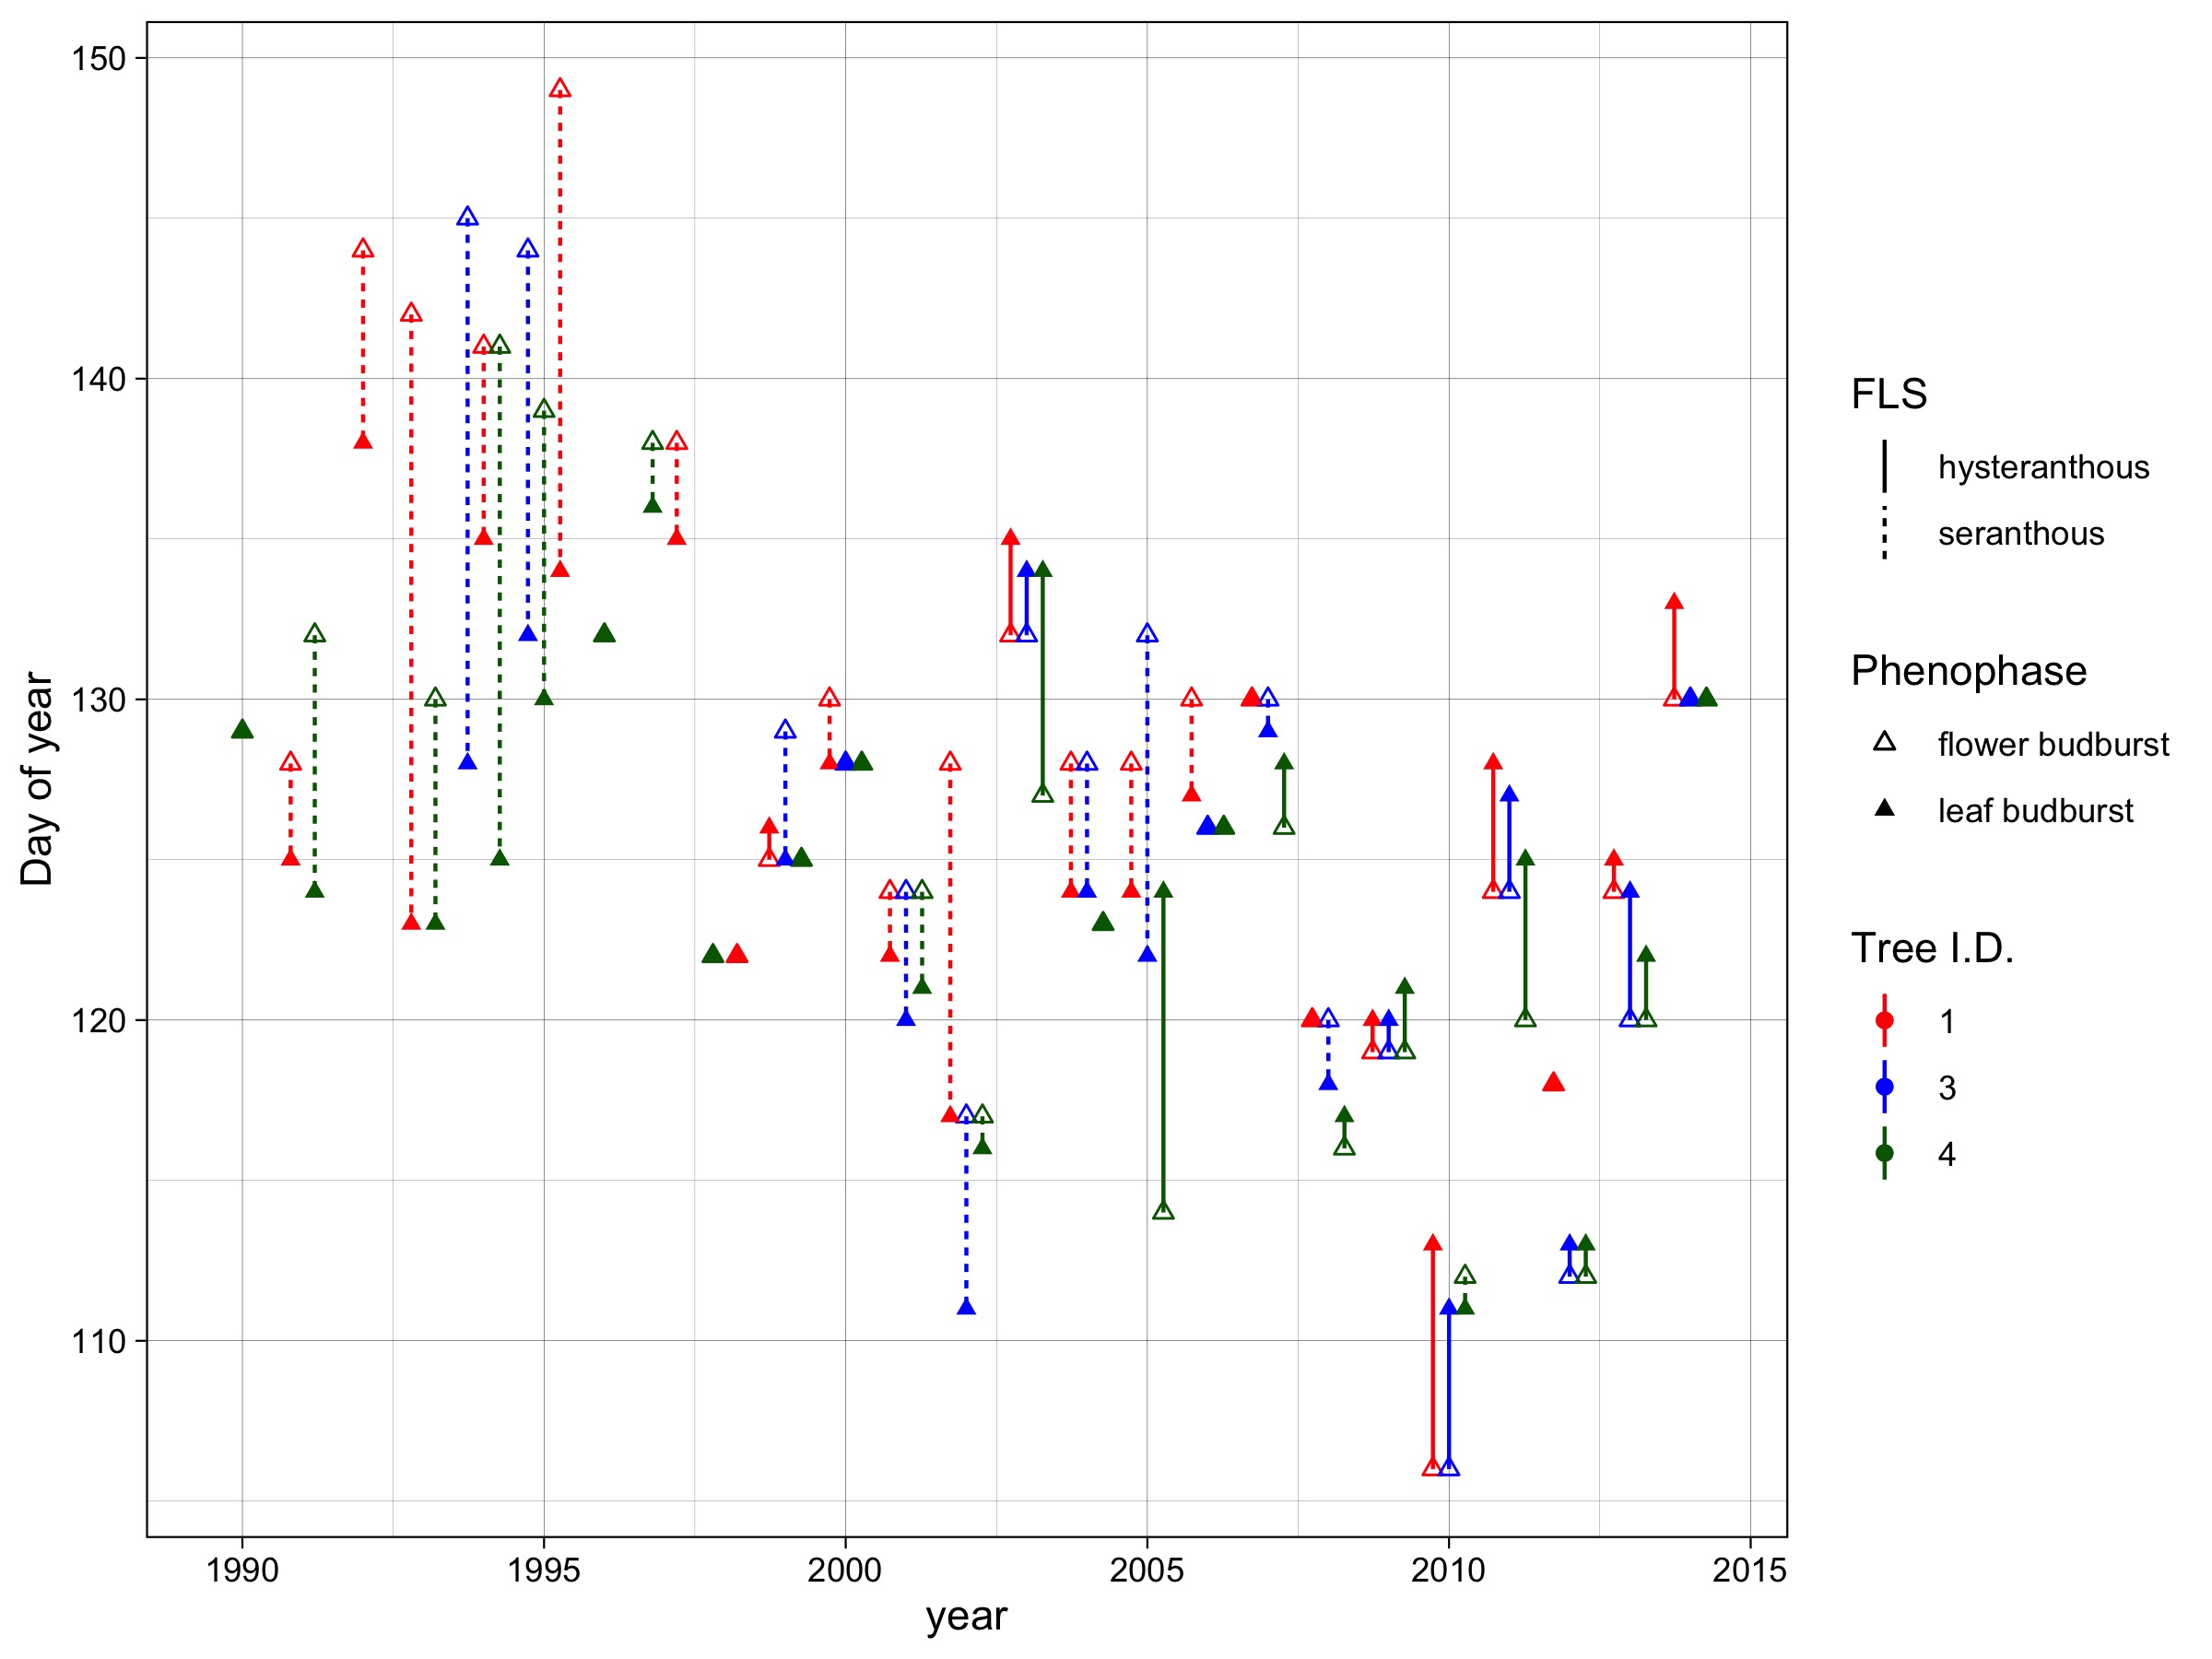 150
140
130
120
110
Day of year
1990
1995
2000
2005
2010
2015
year
FLS
hysteranthous
seranthous
Phenophase
flower budburst
leaf budburst
Tree I.D.
1
3
4